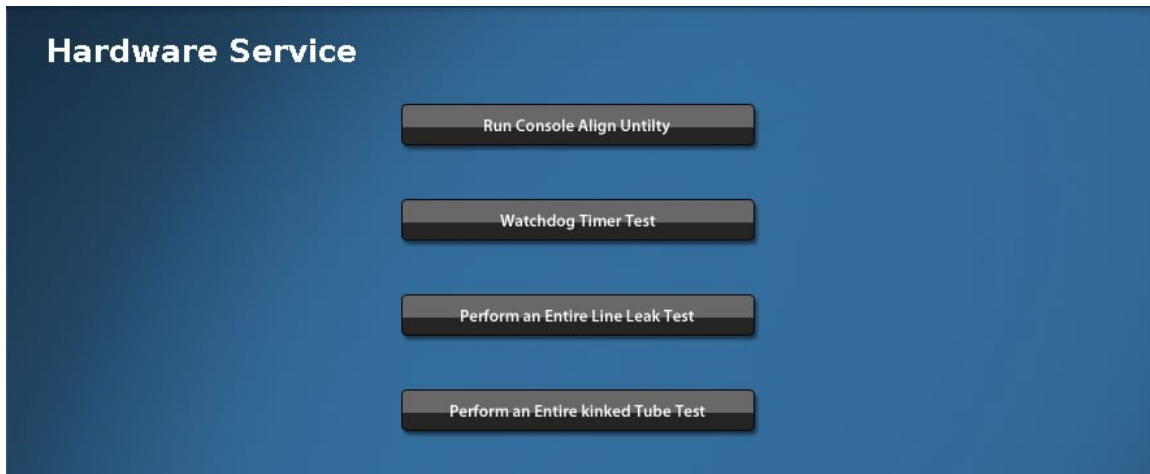 Hardware Service
Run Console Align Untilty
Watchdog Timer Test
Perform an Entire Line Leak Test
Perform an Entire kinked Tube Test